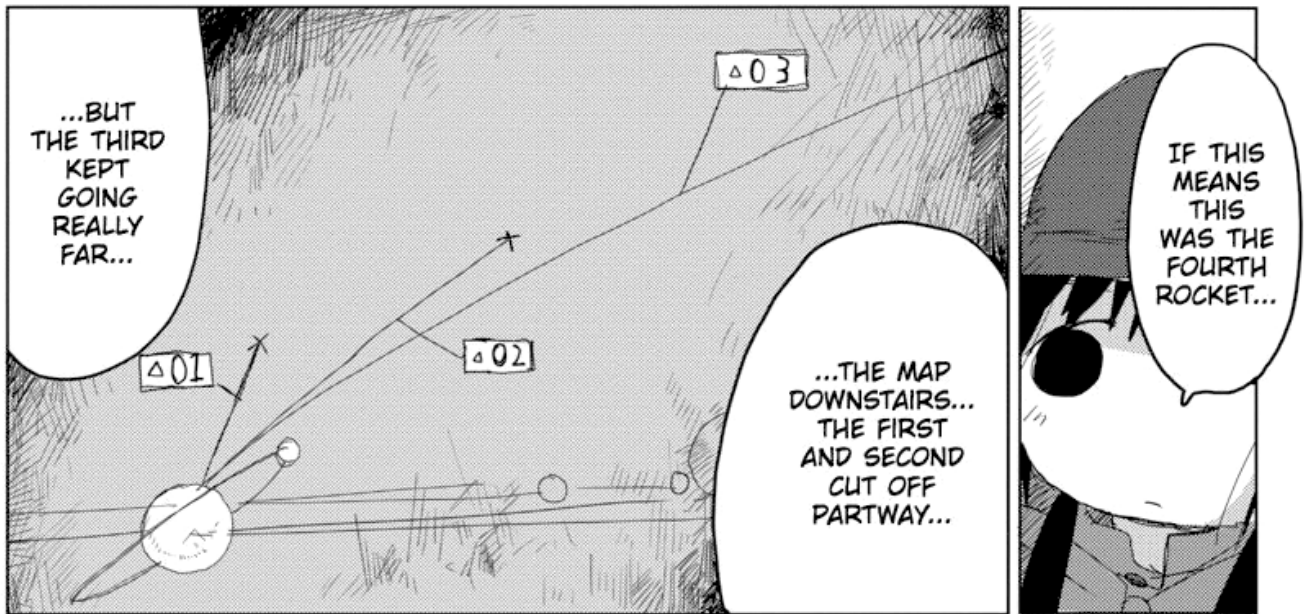 IF THIS
MEANS
THIS
WAS THE
FOURTH
ROCKET...
...THE MAP
DOWNSTAIRS...
THE FIRST
AND SECOND
CUT OFF
PARTWAY...
...BUT
THE THIRD
KEPT
GOING
REALLY
FAR...
△03
△02
△01